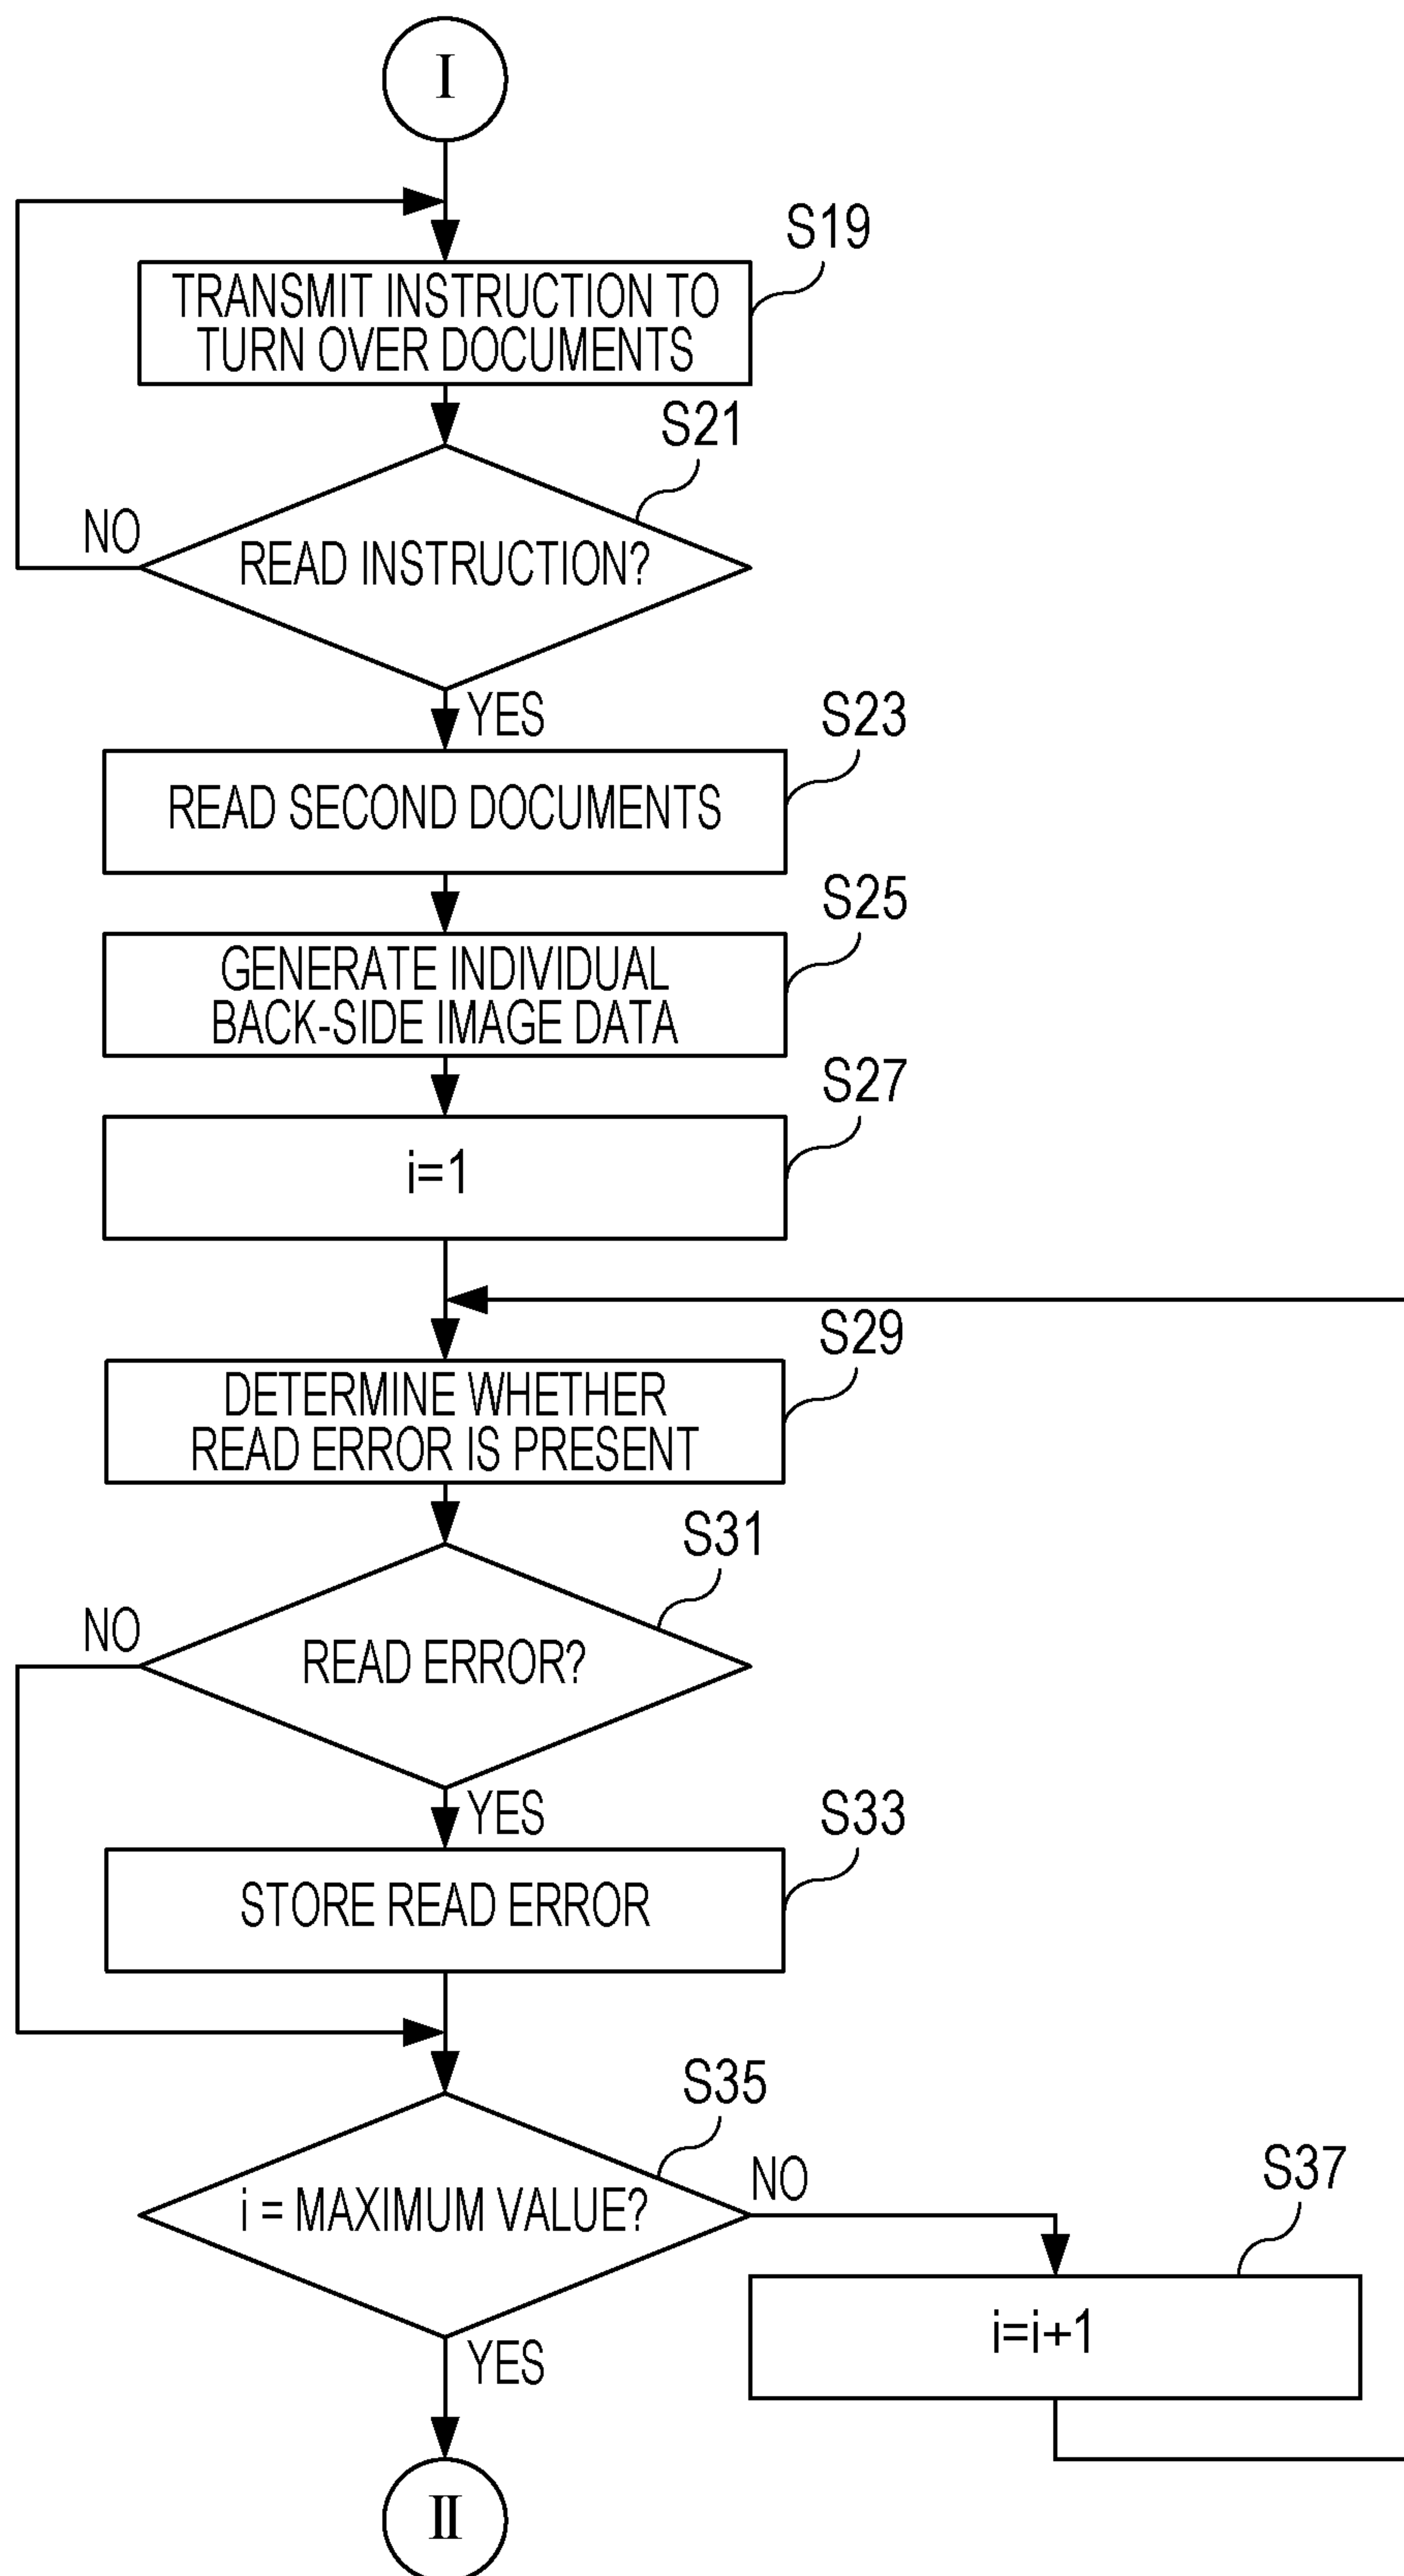 I
S19
TRANSMIT INSTRUCTION TO
TURN OVER DOCUMENTS
S21
NO
READ INSTRUCTION?
YES
S23
READ SECOND DOCUMENTS
S25
GENERATE INDIVIDUAL
BACK-SIDE IMAGE DATA
S27
i=1
S29
DETERMINE WHETHER
READ ERROR IS PRESENT
S31
NO
READ ERROR?
YES
S33
STORE READ ERROR
S35
NO
S37
i = MAXIMUM VALUE?
i=i+1
YES
II